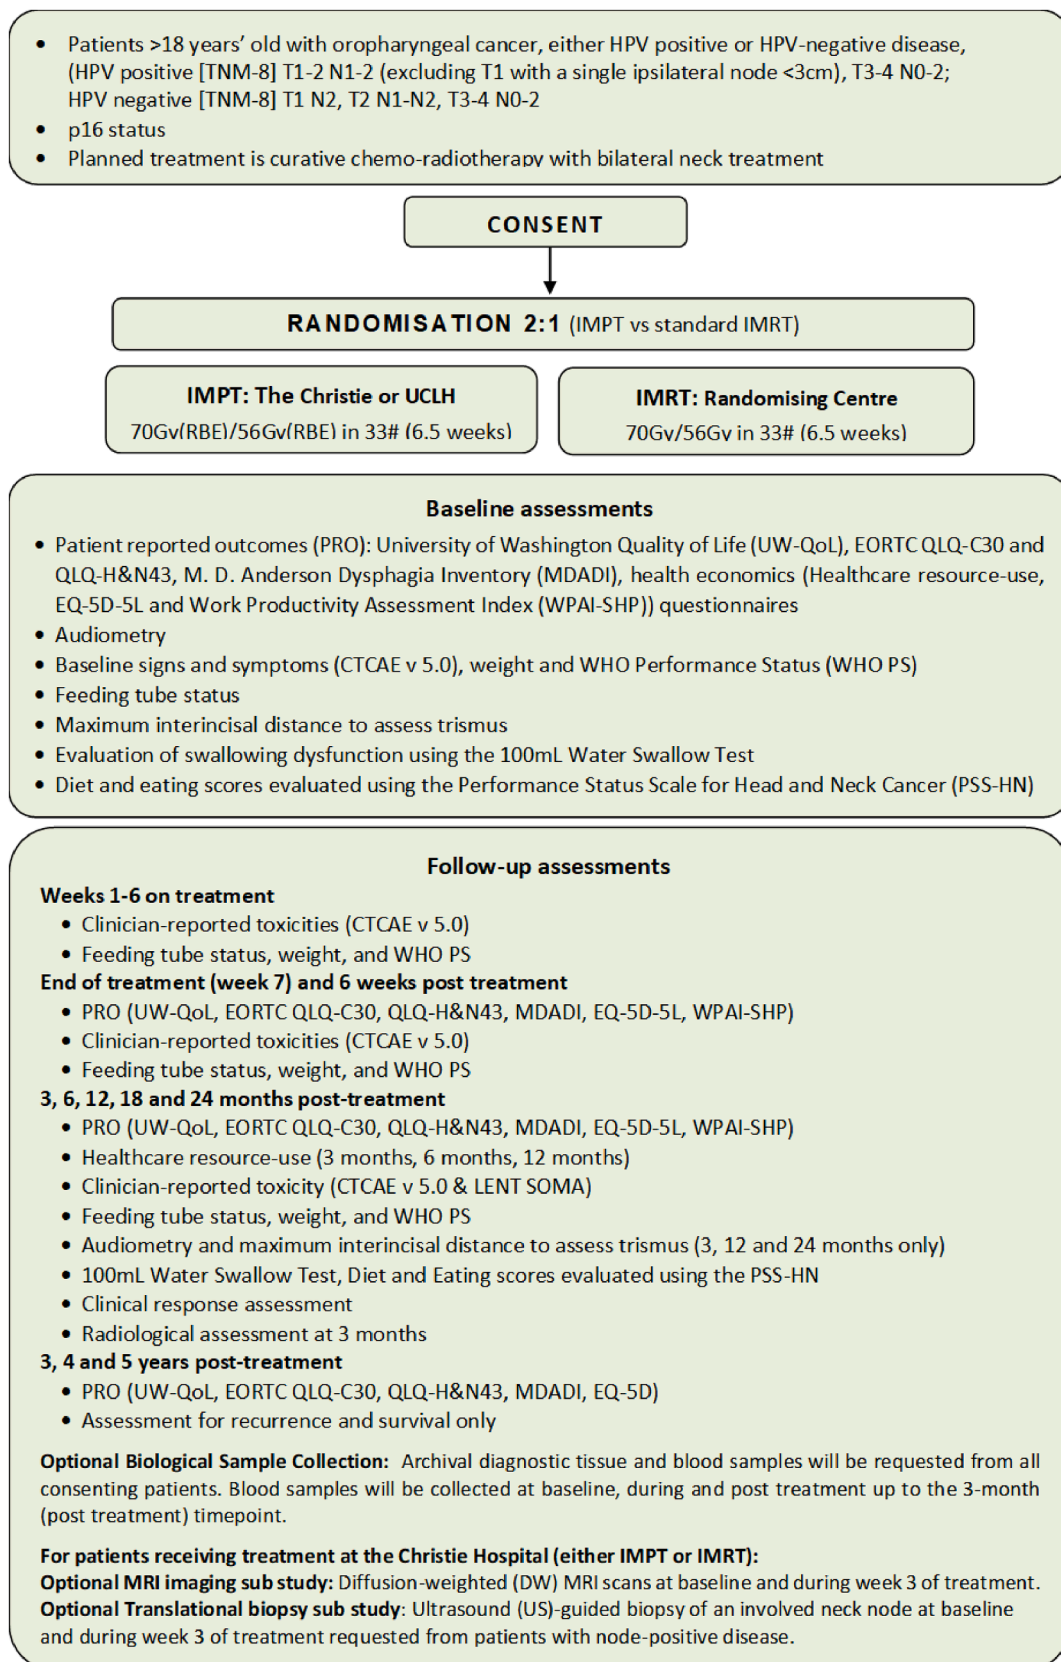 • Patients >18 years' old with oropharyngeal cancer, either HPV positive or HPV-negative disease,
(HPV positive [TNM-8] T1-2 N1-2 (excluding T1 with a single ipsilateral node <3cm), T3-4 N0-2;
HPV negative [TNM-8] T1 N2, T2 N1-N2, T3-4 N0-2
• p16 status
• Planned treatment is curative chemo-radiotherapy with bilateral neck treatment
CONSENT
RANDOMISATION 2:1 (IMPT vs standard IMRT)
IMPT: The Christie or UCLH
70Gy(RBE)/56Gy(RBE) in 33# (6.5 weeks)
IMRT: Randomising Centre
70Gy/56Gy in 33# (6.5 weeks)
Baseline assessments
• Patient reported outcomes (PRO): University of Washington Quality of Life (UW-QoL), EORTC QLQ-C30 and
QLQ-H&N43, M. D. Anderson Dysphagia Inventory (MDADI), health economics (Healthcare resource-use,
EQ-5D-5L and Work Productivity Assessment Index (WPAI-SHP)) questionnaires
• Audiometry
• Baseline signs and symptoms (CTCAE v 5.0), weight and WHO Performance Status (WHO PS)
• Feeding tube status
• Maximum interincisal distance to assess trismus
• Evaluation of swallowing dysfunction using the 100mL Water Swallow Test
• Diet and eating scores evaluated using the Performance Status Scale for Head and Neck Cancer (PSS-HN)
Follow-up assessments
Weeks 1-6 on treatment
• Clinician-reported toxicities (CTCAE v 5.0)
• Feeding tube status, weight, and WHO PS
End of treatment (week 7) and 6 weeks post treatment
• PRO (UW-QoL, EORTC QLQ-C30, QLQ-H&N43, MDADI, EQ-5D-5L, WPAI-SHP)
• Clinician-reported toxicities (CTCAE v 5.0)
• Feeding tube status, weight, and WHO PS
3, 6, 12, 18 and 24 months post-treatment
• PRO (UW-QoL, EORTC QLQ-C30, QLQ-H&N43, MDADI, EQ-5D-5L, WPAI-SHP)
• Healthcare resource-use (3 months, 6 months, 12 months)
• Clinician-reported toxicity (CTCAE v 5.0 & LENT SOMA)
• Feeding tube status, weight, and WHO PS
• Audiometry and maximum interincisal distance to assess trismus (3, 12 and 24 months only)
• 100mL Water Swallow Test, Diet and Eating scores evaluated using the PSS-HN
• Clinical response assessment
• Radiological assessment at 3 months
3, 4 and 5 years post-treatment
• PRO (UW-QoL, EORTC QLQ-C30, QLQ-H&N43, MDADI, EQ-5D)
• Assessment for recurrence and survival only
Optional Biological Sample Collection: Archival diagnostic tissue and blood samples will be requested from all
consenting patients. Blood samples will be collected at baseline, during and post treatment up to the 3-month
(post treatment) timepoint.
For patients receiving treatment at the Christie Hospital (either IMPT or IMRT):
Optional MRI imaging sub study: Diffusion-weighted (DW) MRI scans at baseline and during week 3 of treatment.
Optional Translational biopsy sub study: Ultrasound (US)-guided biopsy of an involved neck node at baseline
and during week 3 of treatment requested from patients with node-positive disease.